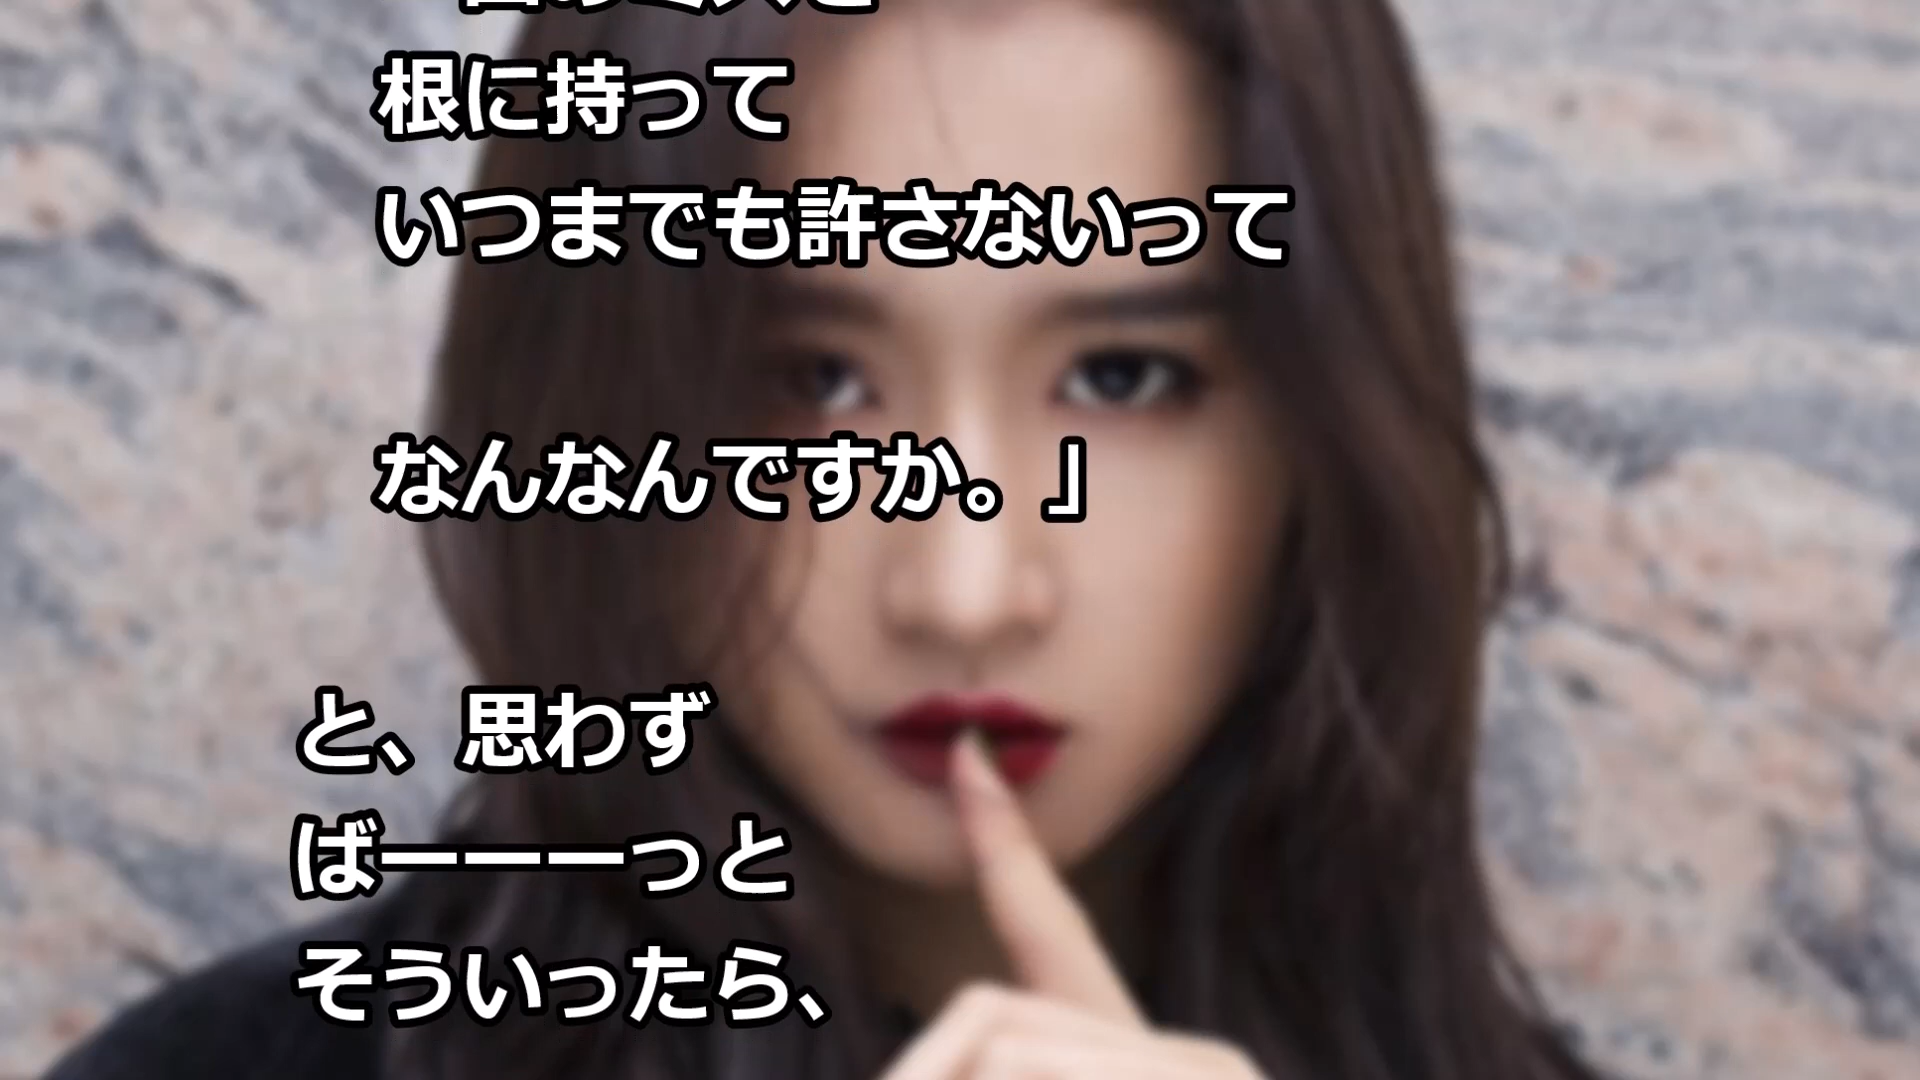 根に持って
いつまでも許さないって
なんなんですか。」
と、思わず
ばーーーっと
そういったら、